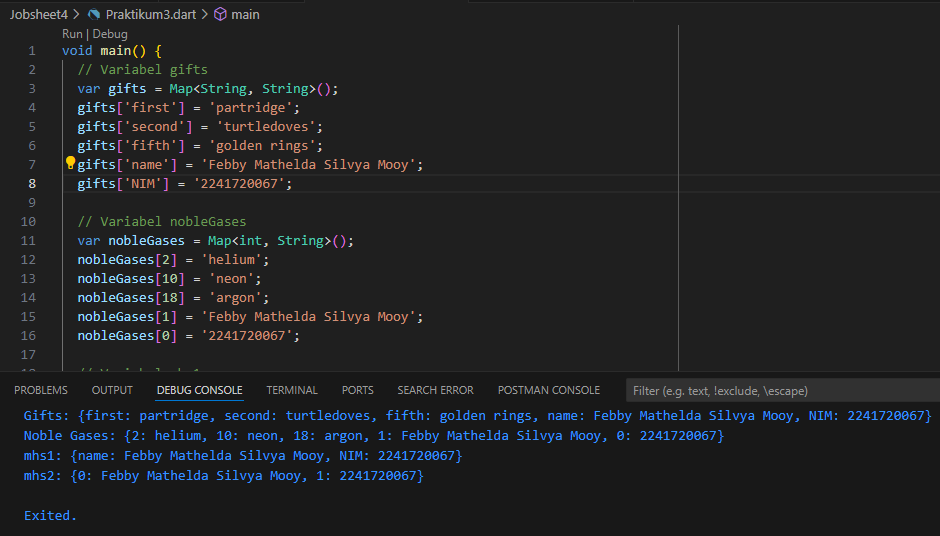 Jobsheet4 > Praktikum3.dart > main
Run | Debug
1 void main() {
2 // Variabel gifts
3 var gifts = Map<String, String>();
4 gifts['first'] = 'partridge';
5 gifts['second'] = 'turtledoves';
6 gifts['fifth'] = 'golden rings';
7 gifts['name'] = 'Febby Mathelda Silvya Mooy';
8 gifts['NIM'] = '2241720067';
9
10 // Variabel nobleGases
11 var nobleGases = Map<int, String>();
12 nobleGases[2] = 'helium';
13 nobleGases[10] = 'neon';
14 nobleGases[18] = 'argon';
15 nobleGases[1] = 'Febby Mathelda Silvya Mooy';
16 nobleGases[0] = '2241720067';
17
PROBLEMS OUTPUT DEBUG CONSOLE TERMINAL PORTS SEARCH ERROR POSTMAN CONSOLE Filter (e.g. text, !exclude, \escape)
Gifts: {first: partridge, second: turtledoves, fifth: golden rings, name: Febby Mathelda Silvya Mooy, NIM: 2241720067}
Noble Gases: {2: helium, 10: neon, 18: argon, 1: Febby Mathelda Silvya Mooy, 0: 2241720067}
mhs1: {name: Febby Mathelda Silvya Mooy, NIM: 2241720067}
mhs2: {0: Febby Mathelda Silvya Mooy, 1: 2241720067}
Exited.